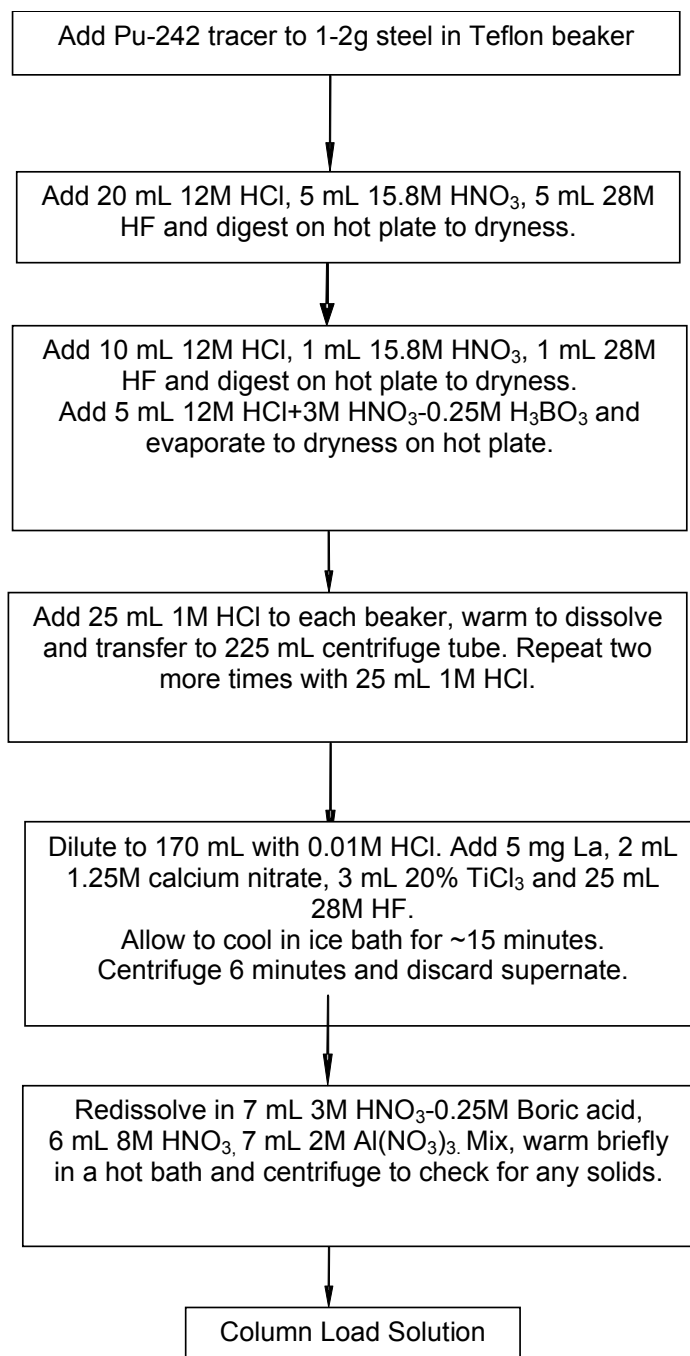 Add Pu-242 tracer to 1-2g steel in Teflon beaker
Add 20 mL 12M HCl, 5 mL 15.8M HNO₃, 5 mL 28M
HF and digest on hot plate to dryness.
Add 10 mL 12M HCl, 1 mL 15.8M HNO₃, 1 mL 28M
HF and digest on hot plate to dryness.
Add 5 mL 12M HCl+3M HNO₃-0.25M H₃BO₃ and
evaporate to dryness on hot plate.
Add 25 mL 1M HCl to each beaker, warm to dissolve
and transfer to 225 mL centrifuge tube. Repeat two
more times with 25 mL 1M HCl.
Dilute to 170 mL with 0.01M HCl. Add 5 mg La, 2 mL
1.25M calcium nitrate, 3 mL 20% TiCl₃ and 25 mL
28M HF.
Allow to cool in ice bath for ~15 minutes.
Centrifuge 6 minutes and discard supernate.
Redissolve in 7 mL 3M HNO₃-0.25M Boric acid,
6 mL 8M HNO₃, 7 mL 2M Al(NO₃)₃. Mix, warm briefly
in a hot bath and centrifuge to check for any solids.
Column Load Solution